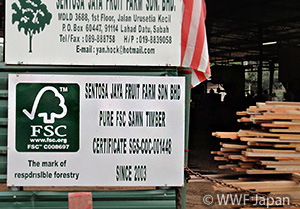 SENTOSA JAYA FRUIT FARM SDN. BHD.
MDLD 3688, 1st Floor, Jalan Urusetia Kecil
P.O. Box 60447, 91114 Lahad Datu, Sabah
Tel/Fax : 089-888758 H/P : 019-8839058
E-mail : yan.hock@hotmail.com
FSC
www.fsc.org
FSC™ C008697
The mark of
responsible forestry
SENTOSA JAYA FRUIT FARM SDN BHD
PURE FSC SAWN TIMBER
CERTIFICATE SGS-COC-001448
SINCE 2003
© WWF Japan